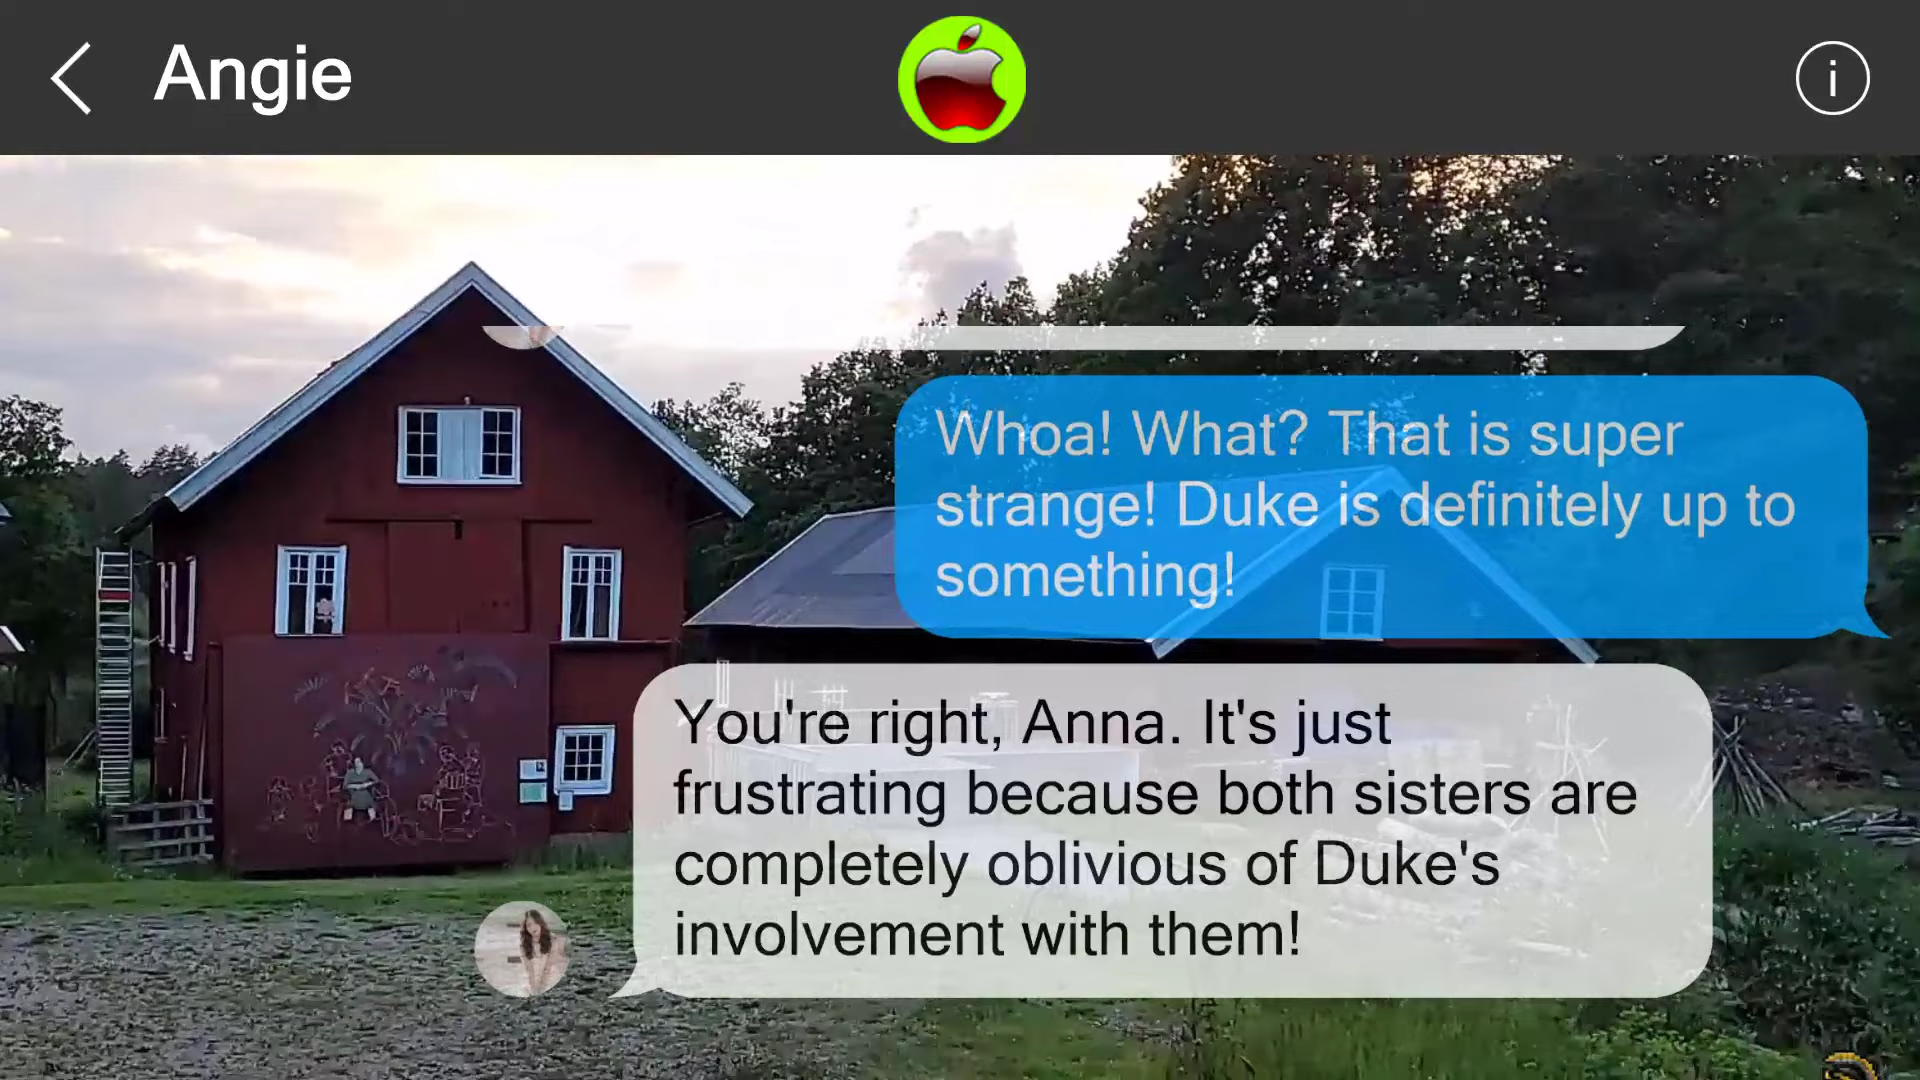 Angie
i
Whoa! What? That is super
strange! Duke is definitely up to
something!
You're right, Anna. It's just
frustrating because both sisters are
completely oblivious of Duke's
involvement with them!